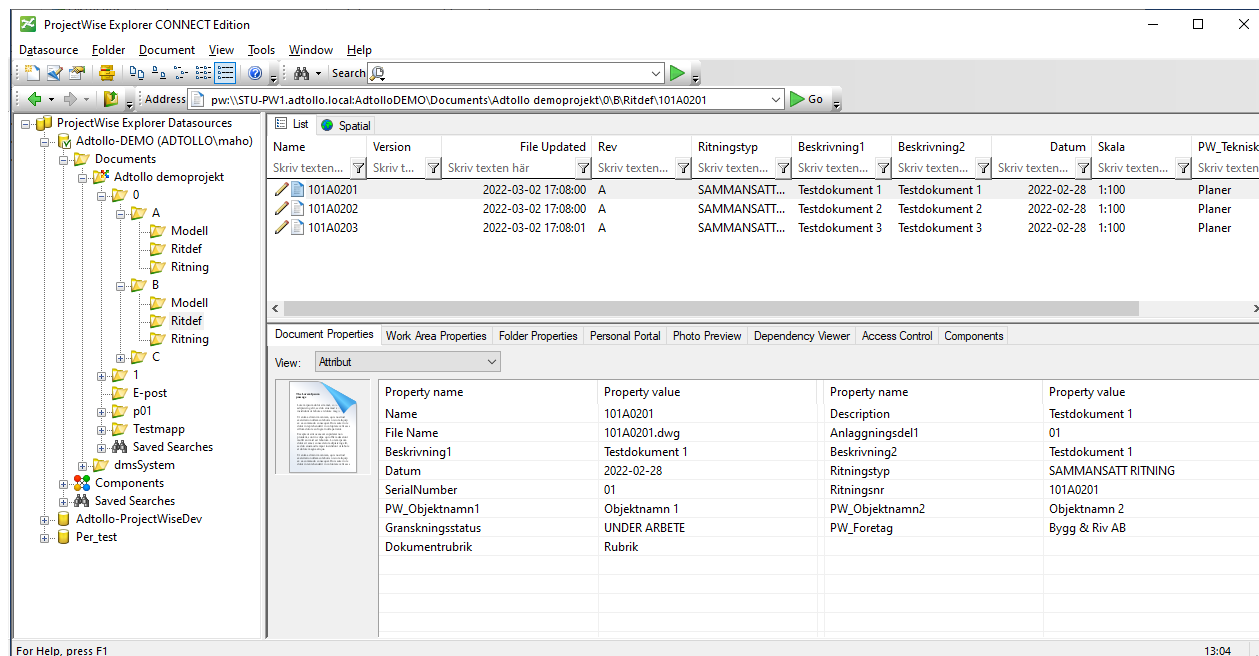 ProjectWise Explorer CONNECT Edition
Datasource Folder Document View Tools Window Help
Search
Address pw:\\STU-PW1.adtollo.local:AdtolloDEMO\Documents\Adtollo demoprojekt\0\B\Ritdef\101A0201 Go
ProjectWise Explorer Datasources
Adtollo-DEMO (ADTOLLO\maho)
Documents
Adtollo demoprojekt
0
A
Modell
Ritdef
Ritning
B
Modell
Ritdef
Ritning
C
1
E-post
p01
Testmapp
Saved Searches
dmsSystem
Components
Saved Searches
Adtollo-ProjectWiseDev
Per_test
List Spatial
Name Version File Updated Rev Ritningstyp Beskrivning1 Beskrivning2 Datum Skala PW_Teknisk
Skriv texten... Skriv t... Skriv texten här Skriv texten... Skriv texten... Skriv texten... Skriv texten... Skriv texten... Skriv texten... Skriv texten
101A0201 2022-03-02 17:08:00 A SAMMANSATT... Testdokument 1 Testdokument 1 2022-02-28 1:100 Planer
101A0202 2022-03-02 17:08:00 A SAMMANSATT... Testdokument 2 Testdokument 2 2022-02-28 1:100 Planer
101A0203 2022-03-02 17:08:01 A SAMMANSATT... Testdokument 3 Testdokument 3 2022-02-28 1:100 Planer
Document Properties Work Area Properties Folder Properties Personal Portal Photo Preview Dependency Viewer Access Control Components
View: Attribut
Property name Property value Property name Property value
Name 101A0201 Description Testdokument 1
File Name 101A0201.dwg Anlaggningsdel1 01
Beskrivning1 Testdokument 1 Beskrivning2 Testdokument 1
Datum 2022-02-28 Ritningstyp SAMMANSATT RITNING
SerialNumber 01 Ritningsnr 101A0201
PW_Objektnamn1 Objektnamn 1 PW_Objektnamn2 Objektnamn 2
Granskningsstatus UNDER ARBETE PW_Foretag Bygg & Riv AB
Dokumentrubrik Rubrik
For Help, press F1 13:04